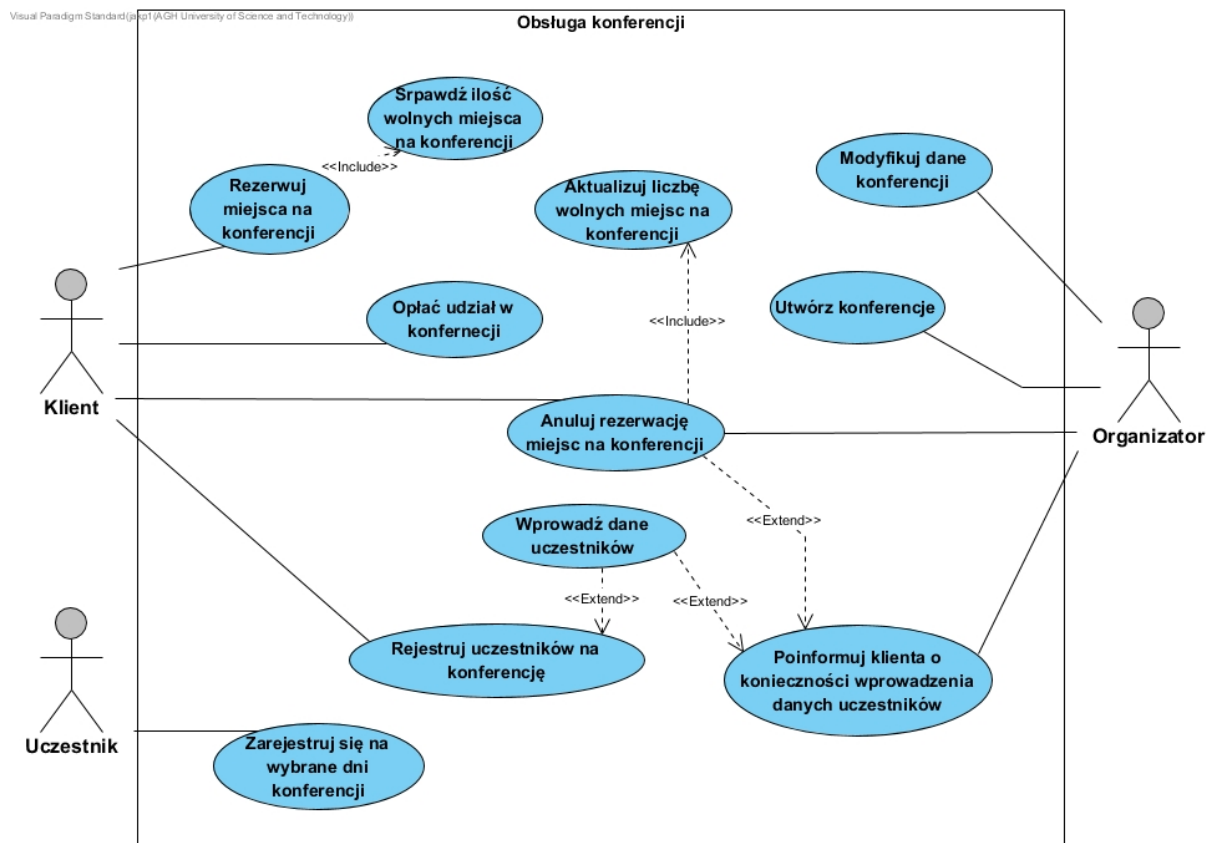 Visual Paradigm Standard(jakp1(AGH University of Science and Technology))
Obsługa konferencji
Srpawdź ilość
wolnych miejsca
na konferencji
<<Include>>
Rezerwuj
miejsca na
konferencji
Aktualizuj liczbę
wolnych miejsc na
konferencji
Modyfikuj dane
konferencji
Opłać udział w
konfernecji
<<Include>>
Utwórz konferencje
Klient
Anuluj rezerwację
miejsc na konferencji
Organizator
<<Extend>>
Wprowadź dane
uczestników
<<Extend>>
<<Extend>>
Rejestruj uczestników na
konferencję
Poinformuj klienta o
konieczności wprowadzenia
danych uczestników
Uczestnik
Zarejestruj się na
wybrane dni
konferencji